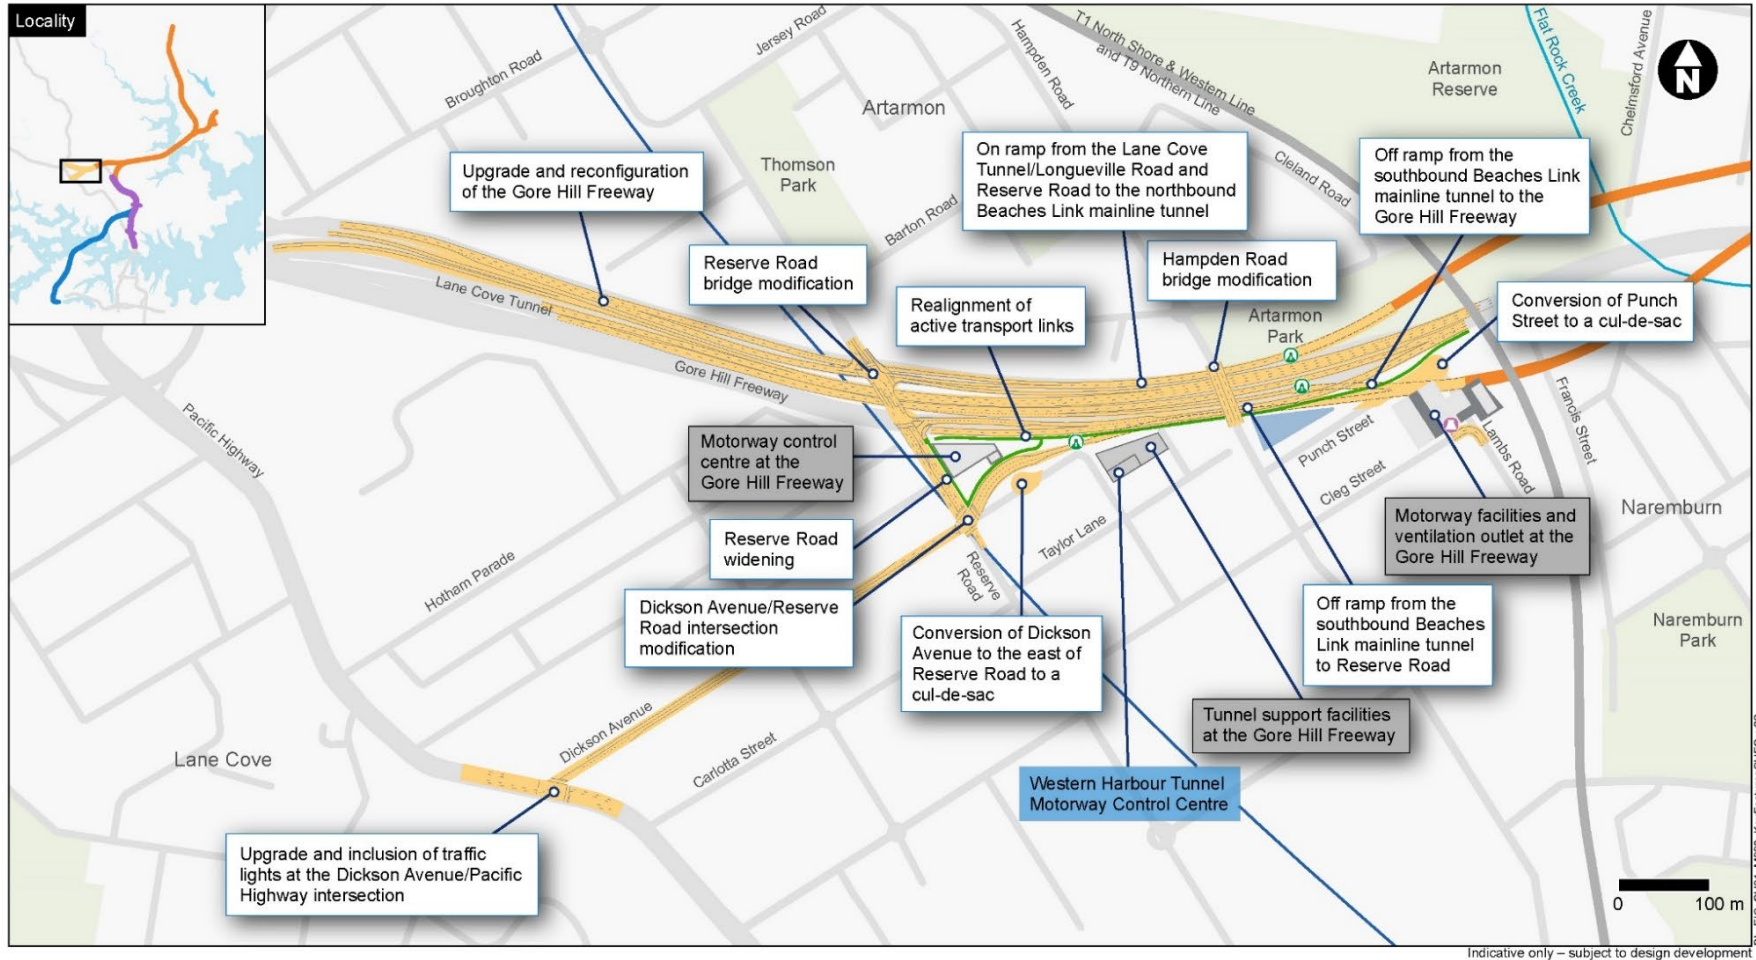 Locality
Broughton Road
Jersey Road
Hampden Road
T1 North Shore & Western Line
and T9 Northern Line
Flat Rock Creek
Chelmsford Avenue
Artarmon
Reserve
N
Artarmon
Thomson
Park
Barton Road
Cleland Road
Upgrade and reconfiguration
of the Gore Hill Freeway
On ramp from the Lane Cove
Tunnel/Longueville Road and
Reserve Road to the northbound
Beaches Link mainline tunnel
Off ramp from the
southbound Beaches Link
mainline tunnel to the
Gore Hill Freeway
Reserve Road
bridge modification
Hampden Road
bridge modification
Realignment of
active transport links
Conversion of Punch
Street to a cul-de-sac
Lane Cove Tunnel
Gore Hill Freeway
Artarmon
Park
Pacific Highway
Francis Street
Punch Street
Cleg Street
Lambs Road
Naremburn
Motorway control
centre at the
Gore Hill Freeway
Reserve Road
widening
Hotham Parade
Taylor Lane
Reserve
Road
Motorway facilities and
ventilation outlet at the
Gore Hill Freeway
Dickson Avenue/Reserve
Road intersection
modification
Conversion of Dickson
Avenue to the east of
Reserve Road to a
cul-de-sac
Off ramp from the
southbound Beaches
Link mainline tunnel
to Reserve Road
Naremburn
Park
Tunnel support facilities
at the Gore Hill Freeway
Dickson Avenue
Carlotta Street
Lane Cove
Western Harbour Tunnel
Motorway Control Centre
Upgrade and inclusion of traffic
lights at the Dickson Avenue/Pacific
Highway intersection
0 100 m
Indicative only – subject to design development